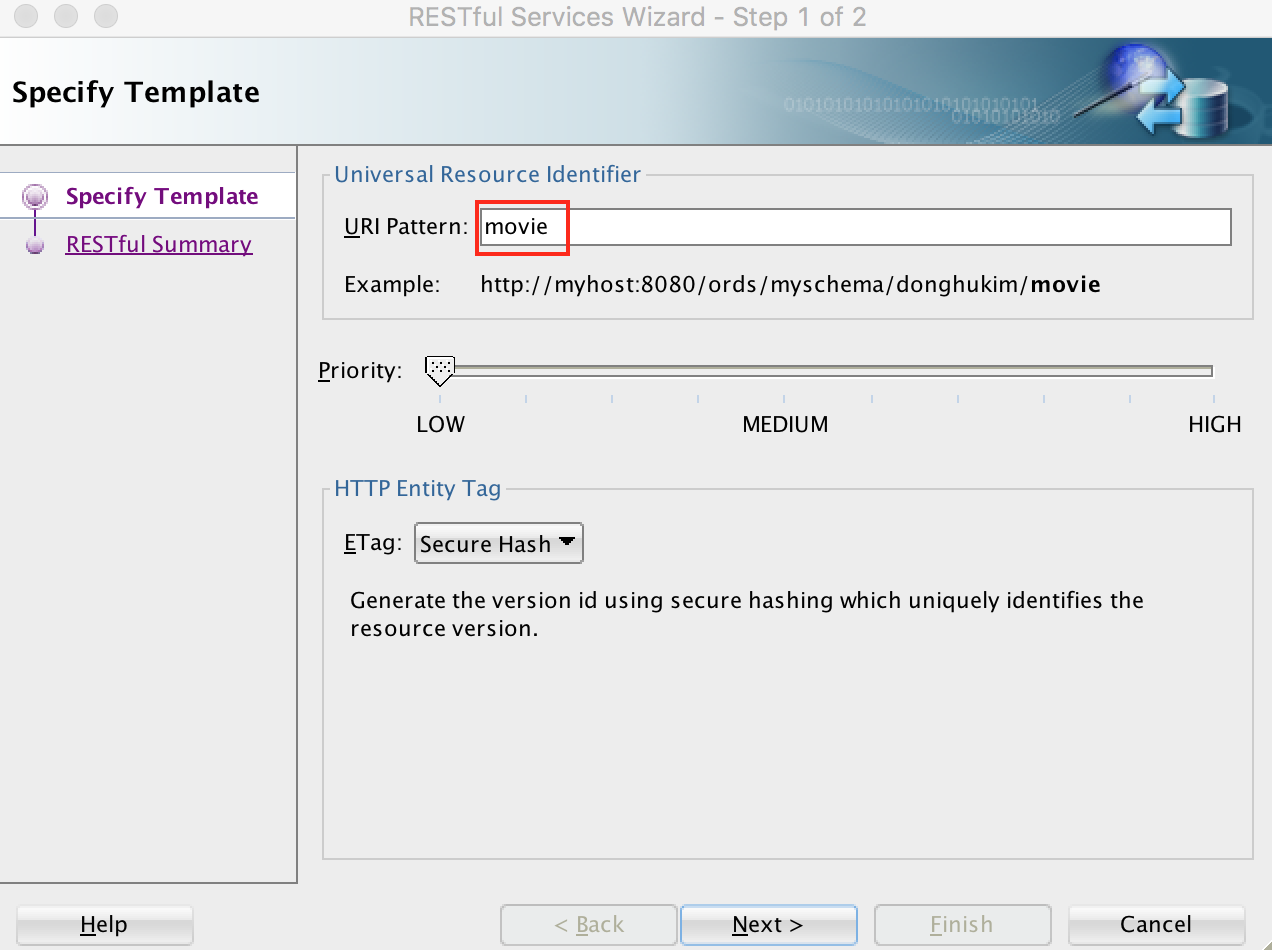 RESTful Services Wizard - Step 1 of 2
Specify Template
01010101010101010101010101
01010101010
Specify Template
RESTful Summary
Universal Resource Identifier
URI Pattern: movie
Example: http://myhost:8080/ords/myschema/donghukim/movie
Priority:
LOW MEDIUM HIGH
HTTP Entity Tag
ETag: Secure Hash
Generate the version id using secure hashing which uniquely identifies the
resource version.
Help < Back Next > Finish Cancel